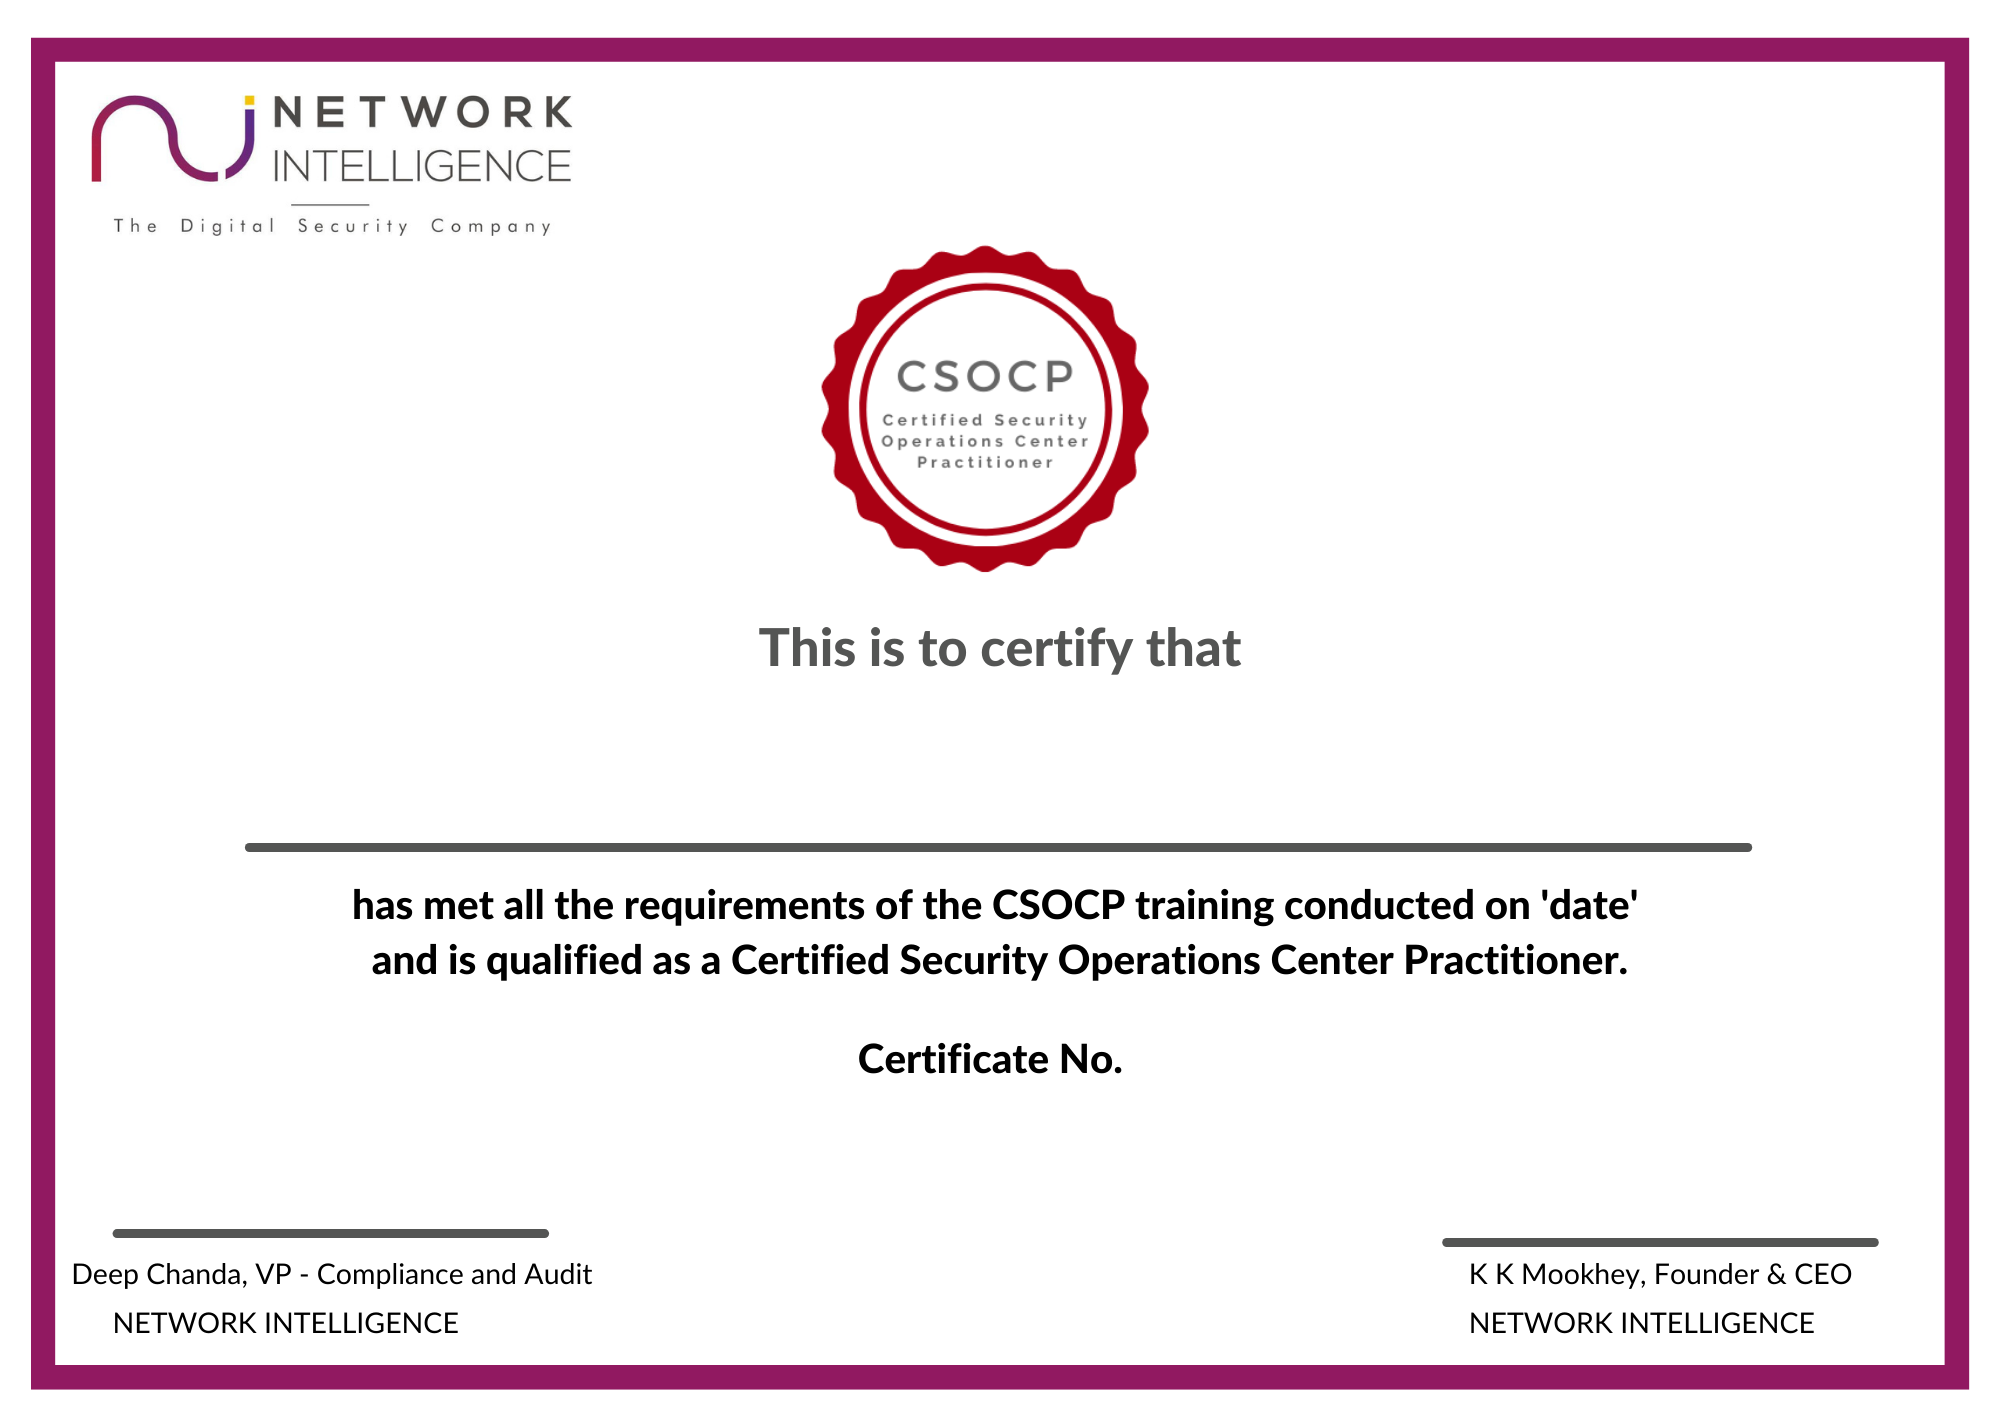 NETWORK
INTELLIGENCE
The Digital Security Company
CSOCP
Certified Security
Operations Center
Practitioner
This is to certify that
has met all the requirements of the CSOCP training conducted on 'date'
and is qualified as a Certified Security Operations Center Practitioner.
Certificate No.
Deep Chanda, VP - Compliance and Audit
NETWORK INTELLIGENCE
K K Mookhey, Founder & CEO
NETWORK INTELLIGENCE